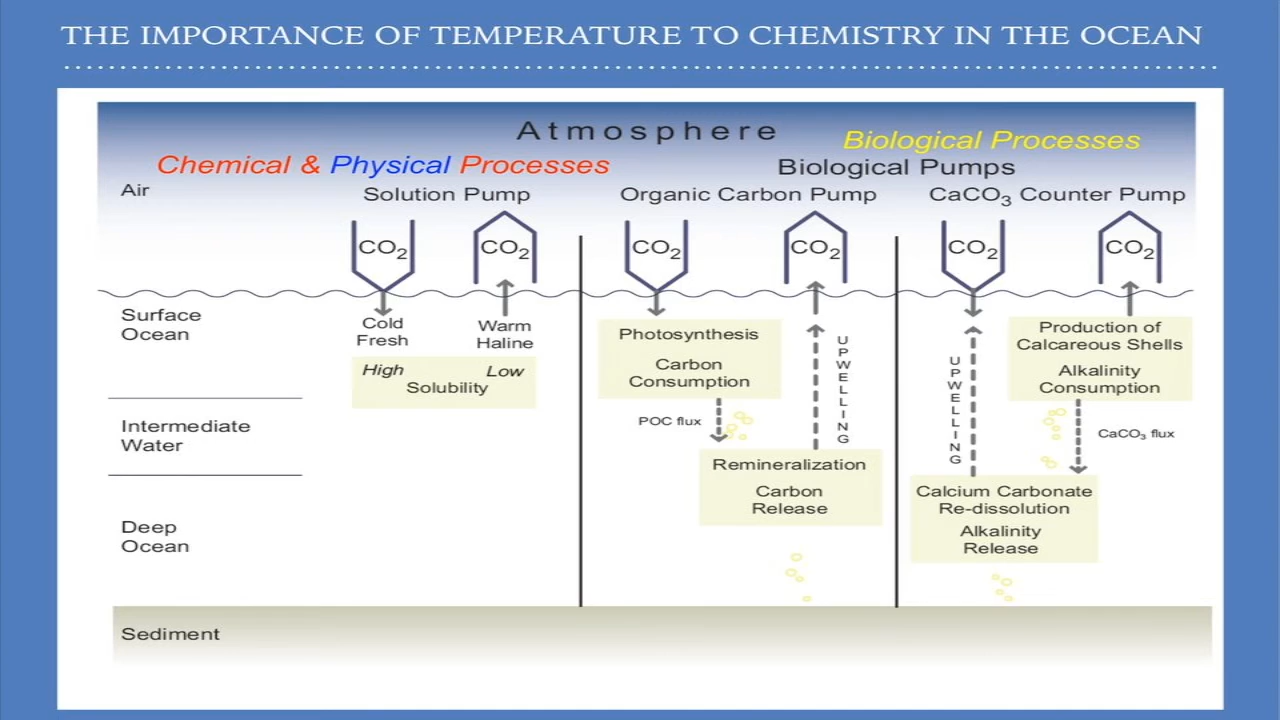 THE IMPORTANCE OF TEMPERATURE TO CHEMISTRY IN THE OCEAN
Atmosphere
Biological Processes
Chemical & Physical Processes
Biological Pumps
Air
Solution Pump
Organic Carbon Pump
CaCO₃ Counter Pump
CO₂
CO₂
CO₂
CO₂
CO₂
CO₂
Surface
Ocean
Cold
Fresh
Warm
Haline
High
Low
Solubility
Photosynthesis
Carbon
Consumption
UPWELLING
UPWELLING
Production of
Calcareous Shells
Alkalinity
Consumption
Intermediate
Water
POC flux
CaCO₃ flux
Remineralization
Carbon
Release
Calcium Carbonate
Re-dissolution
Alkalinity
Release
Deep
Ocean
Sediment